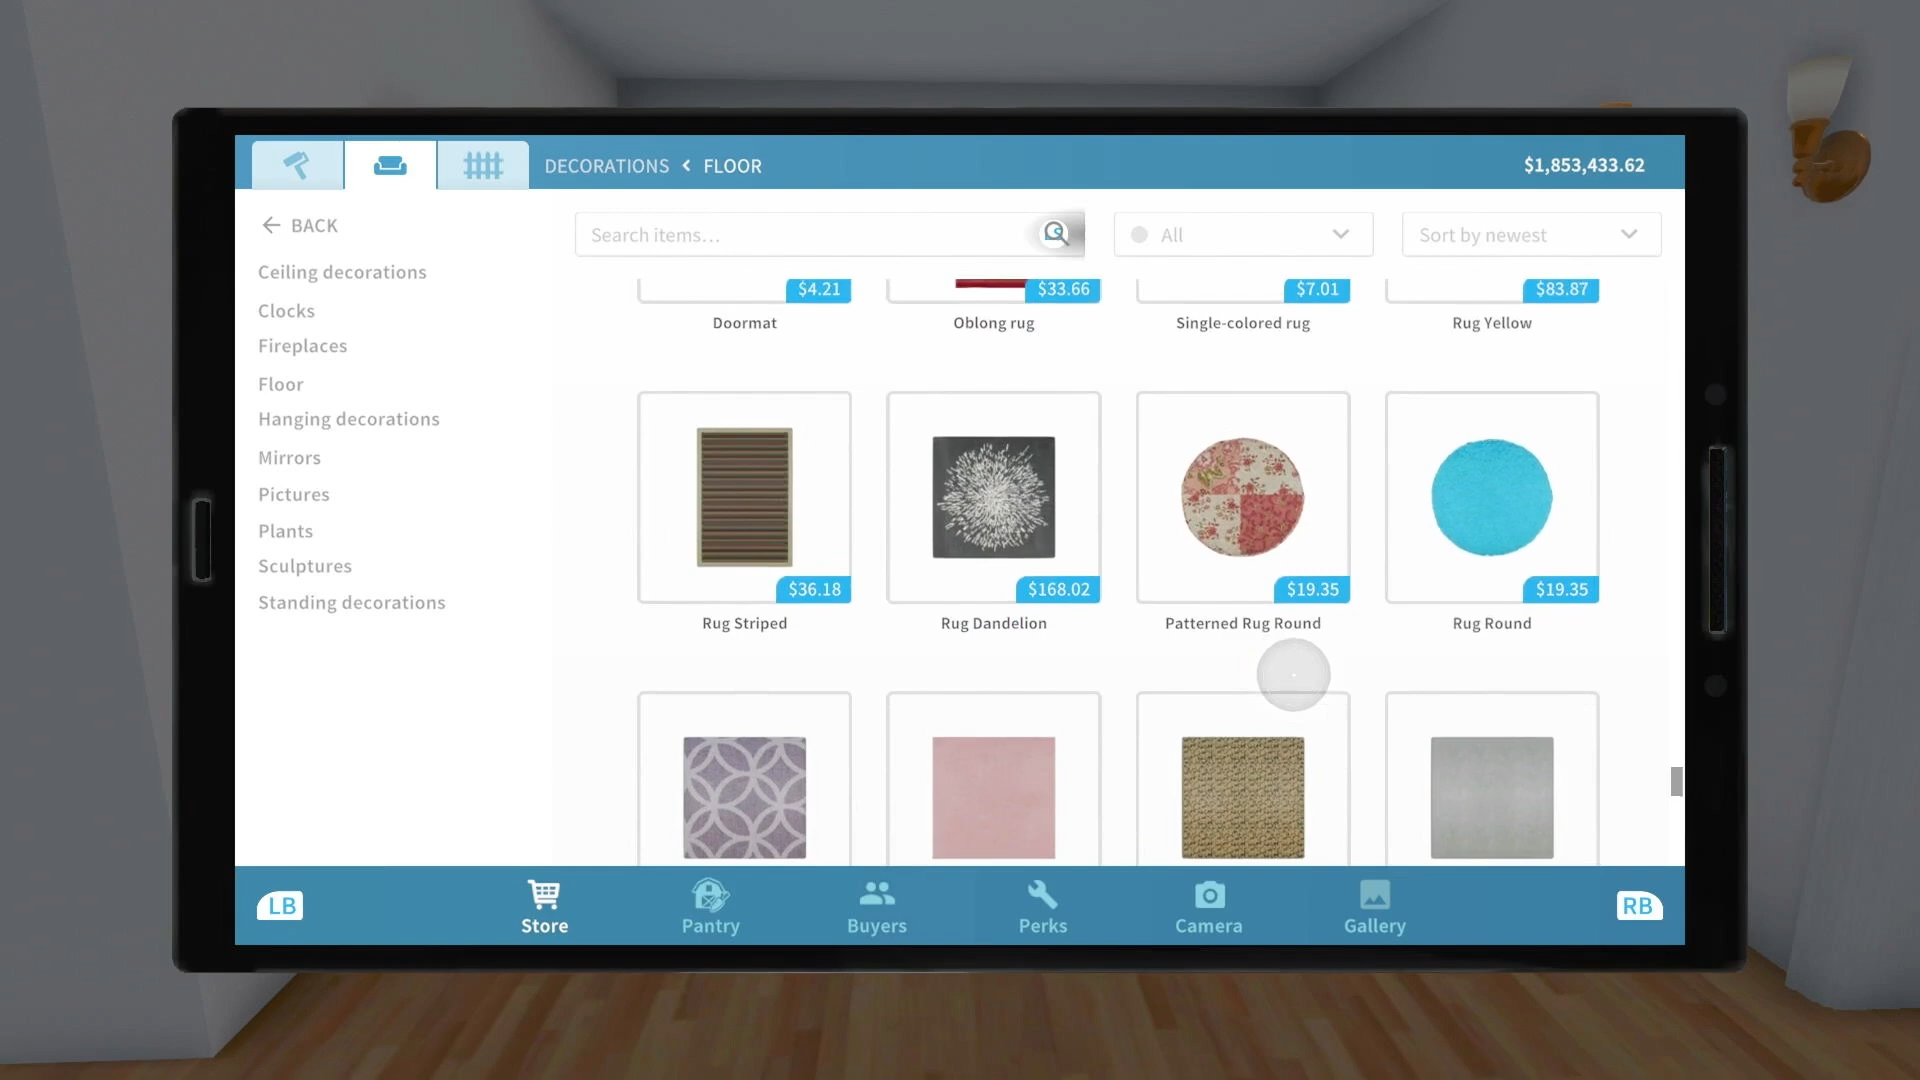 DECORATIONS < FLOOR
$1,853,433.62
BACK
Search items...
All
Sort by newest
Ceiling decorations
Clocks
Fireplaces
Floor
Hanging decorations
Mirrors
Pictures
Plants
Sculptures
Standing decorations
$4.21
$33.66
$7.01
$83.87
Doormat
Oblong rug
Single-colored rug
Rug Yellow
$36.18
$168.02
$19.35
$19.35
Rug Striped
Rug Dandelion
Patterned Rug Round
Rug Round
LB
Store
Pantry
Buyers
Perks
Camera
Gallery
RB